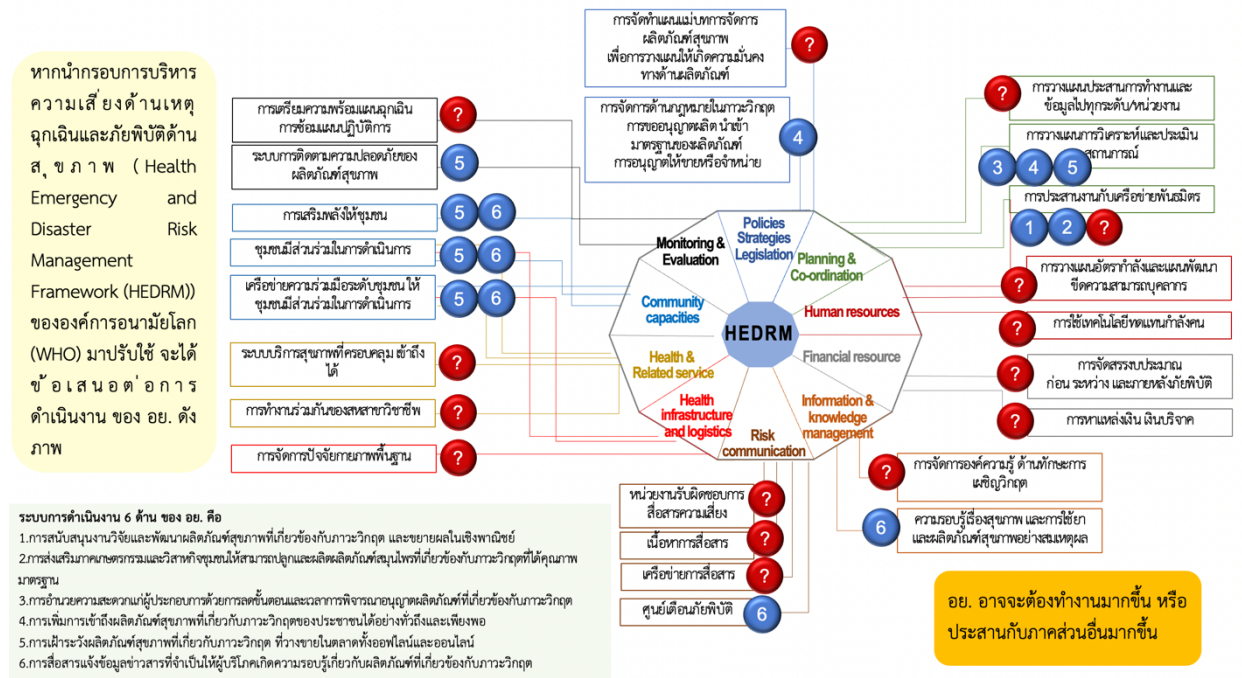 หากนำกรอบการบริหาร
ความเสี่ยงด้านเหตุ
ฉุกเฉินและภัยพิบัติด้าน
สุขภาพ (Health
Emergency and
Disaster Risk
Management
Framework (HEDRM))
ขององค์การอนามัยโลก
(WHO) มาปรับใช้ จะได้
ข้อเสนอต่อการ
ดำเนินงาน ของ อย. ดัง
ภาพ
การจัดทำแผนแม่บทการจัดการ
ผลิตภัณฑ์สุขภาพ
เพื่อการวางแผนให้เกิดความมั่นคง
ทางด้านผลิตภัณฑ์
?
การจัดการด้านกฎหมายในภาวะวิกฤต
การขออนุญาตผลิต นำเข้า
มาตรฐานของผลิตภัณฑ์
การอนุญาตให้ขายหรือจำหน่าย
4
การเตรียมความพร้อมแผนฉุกเฉิน
การซ้อมแผนปฏิบัติการ
?
ระบบการติดตามความปลอดภัยของ
ผลิตภัณฑ์สุขภาพ
5
การเสริมพลังให้ชุมชน
5 6
ชุมชนมีส่วนร่วมในการดำเนินการ
5 6
เครือข่ายความร่วมมือระดับชุมชน ให้
ชุมชนมีส่วนร่วมในการดำเนินการ
5 6
ระบบบริการสุขภาพที่ครอบคลุม เข้าถึง
ได้
?
การทำงานร่วมกันของสหสาขาวิชาชีพ
?
การจัดการปัจจัยกายภาพพื้นฐาน
?
?
การวางแผนประสานการทำงานและ
ข้อมูลไปทุกระดับ/หน่วยงาน
การวางแผนการวิเคราะห์และประเมิน
สถานการณ์
3 4 5
การประสานงานกับเครือข่ายพันธมิตร
1 2 ?
?
การวางแผนอัตรากำลังและแผนพัฒนา
ขีดความสามารถบุคลากร
?
การใช้เทคโนโลยีทดแทนกำลังคน
?
การจัดสรรงบประมาณ
ก่อน ระหว่าง และภายหลังภัยพิบัติ
?
การหาแหล่งเงิน เงินบริจาค
?
การจัดการองค์ความรู้ ด้านทักษะการ
เผชิญวิกฤต
6
ความรอบรู้เรื่องสุขภาพ และการใช้ยา
และผลิตภัณฑ์สุขภาพอย่างสมเหตุผล
Policies
Strategies
Legislation
Monitoring &
Evaluation
Planning &
Co-ordination
Community
capacities
Human resources
HEDRM
Health &
Related service
Financial resource
Health
infrastructure
and logistics
Information &
knowledge
management
Risk
communication
หน่วยงานรับผิดชอบการ
สื่อสารความเสี่ยง
?
เนื้อหาการสื่อสาร
?
เครือข่ายการสื่อสาร
?
ศูนย์เตือนภัยพิบัติ
6
ระบบการดำเนินงาน 6 ด้าน ของ อย. คือ
1.การสนับสนุนงานวิจัยและพัฒนาผลิตภัณฑ์สุขภาพที่เกี่ยวข้องกับภาวะวิกฤต และขยายผลในเชิงพาณิชย์
2.การส่งเสริมภาคเกษตรกรรมและวิสาหกิจชุมชนให้สามารถปลูกและผลิตผลิตภัณฑ์สมุนไพรที่เกี่ยวข้องกับภาวะวิกฤตที่ได้คุณภาพ
มาตรฐาน
3.การอำนวยความสะดวกแก่ผู้ประกอบการด้วยการลดขั้นตอนและเวลาการพิจารณาอนุญาตผลิตภัณฑ์ที่เกี่ยวข้องกับภาวะวิกฤต
4.การเพิ่มการเข้าถึงผลิตภัณฑ์สุขภาพที่เกี่ยวกับภาวะวิกฤตของประชาชนได้อย่างทั่วถึงและเพียงพอ
5.การเฝ้าระวังผลิตภัณฑ์สุขภาพที่เกี่ยวกับภาวะวิกฤต ที่วางขายในตลาดทั้งออฟไลน์และออนไลน์
6.การสื่อสารแจ้งข้อมูลข่าวสารที่จำเป็นให้ผู้บริโภคเกิดความรอบรู้เกี่ยวกับผลิตภัณฑ์ที่เกี่ยวข้องกับภาวะวิกฤต
อย. อาจจะต้องทำงานมากขึ้น หรือ
ประสานกับภาคส่วนอื่นมากขึ้น